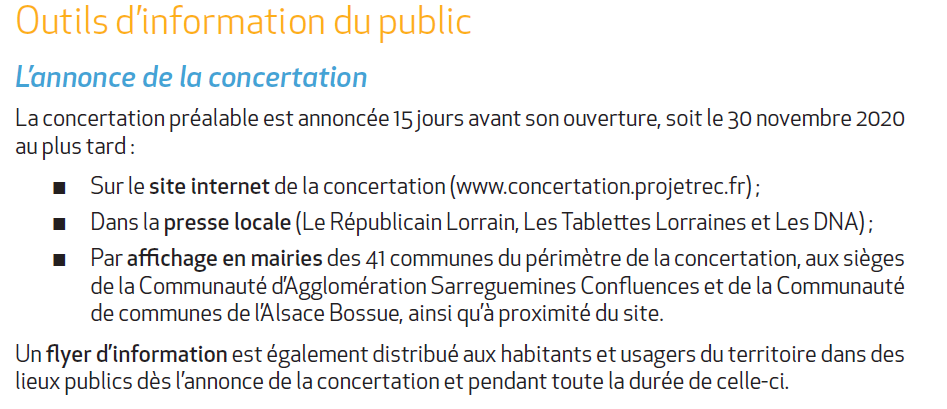 Outils d’information du public
L’annonce de la concertation
La concertation préalable est annoncée 15 jours avant son ouverture, soit le 30 novembre 2020
au plus tard :
■ Sur le site internet de la concertation (www.concertation.projetrec.fr) ;
■ Dans la presse locale (Le Républicain Lorrain, Les Tablettes Lorraines et Les DNA) ;
■ Par affichage en mairies des 41 communes du périmètre de la concertation, aux sièges
de la Communauté d’Agglomération Sarreguemines Confluences et de la Communauté
de communes de l’Alsace Bossue, ainsi qu’à proximité du site.
Un flyer d’information est également distribué aux habitants et usagers du territoire dans des
lieux publics dès l’annonce de la concertation et pendant toute la durée de celle-ci.